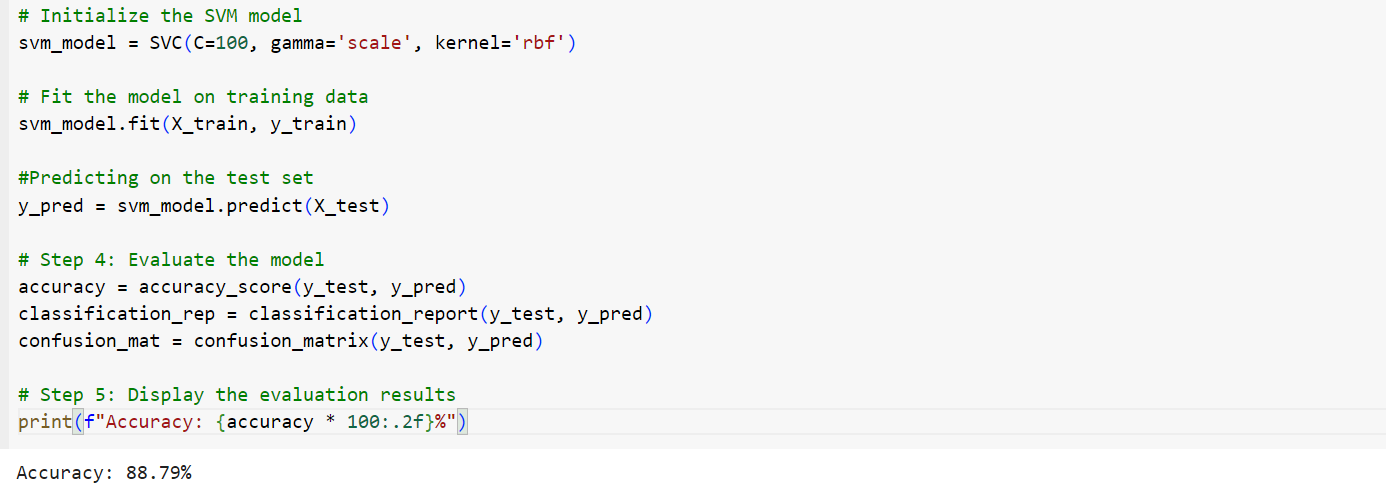 # Initialize the SVM model
svm_model = SVC(C=100, gamma='scale', kernel='rbf')
# Fit the model on training data
svm_model.fit(X_train, y_train)
#Predicting on the test set
y_pred = svm_model.predict(X_test)
# Step 4: Evaluate the model
accuracy = accuracy_score(y_test, y_pred)
classification_rep = classification_report(y_test, y_pred)
confusion_mat = confusion_matrix(y_test, y_pred)
# Step 5: Display the evaluation results
print(f"Accuracy: {accuracy * 100:.2f}%")
Accuracy: 88.79%